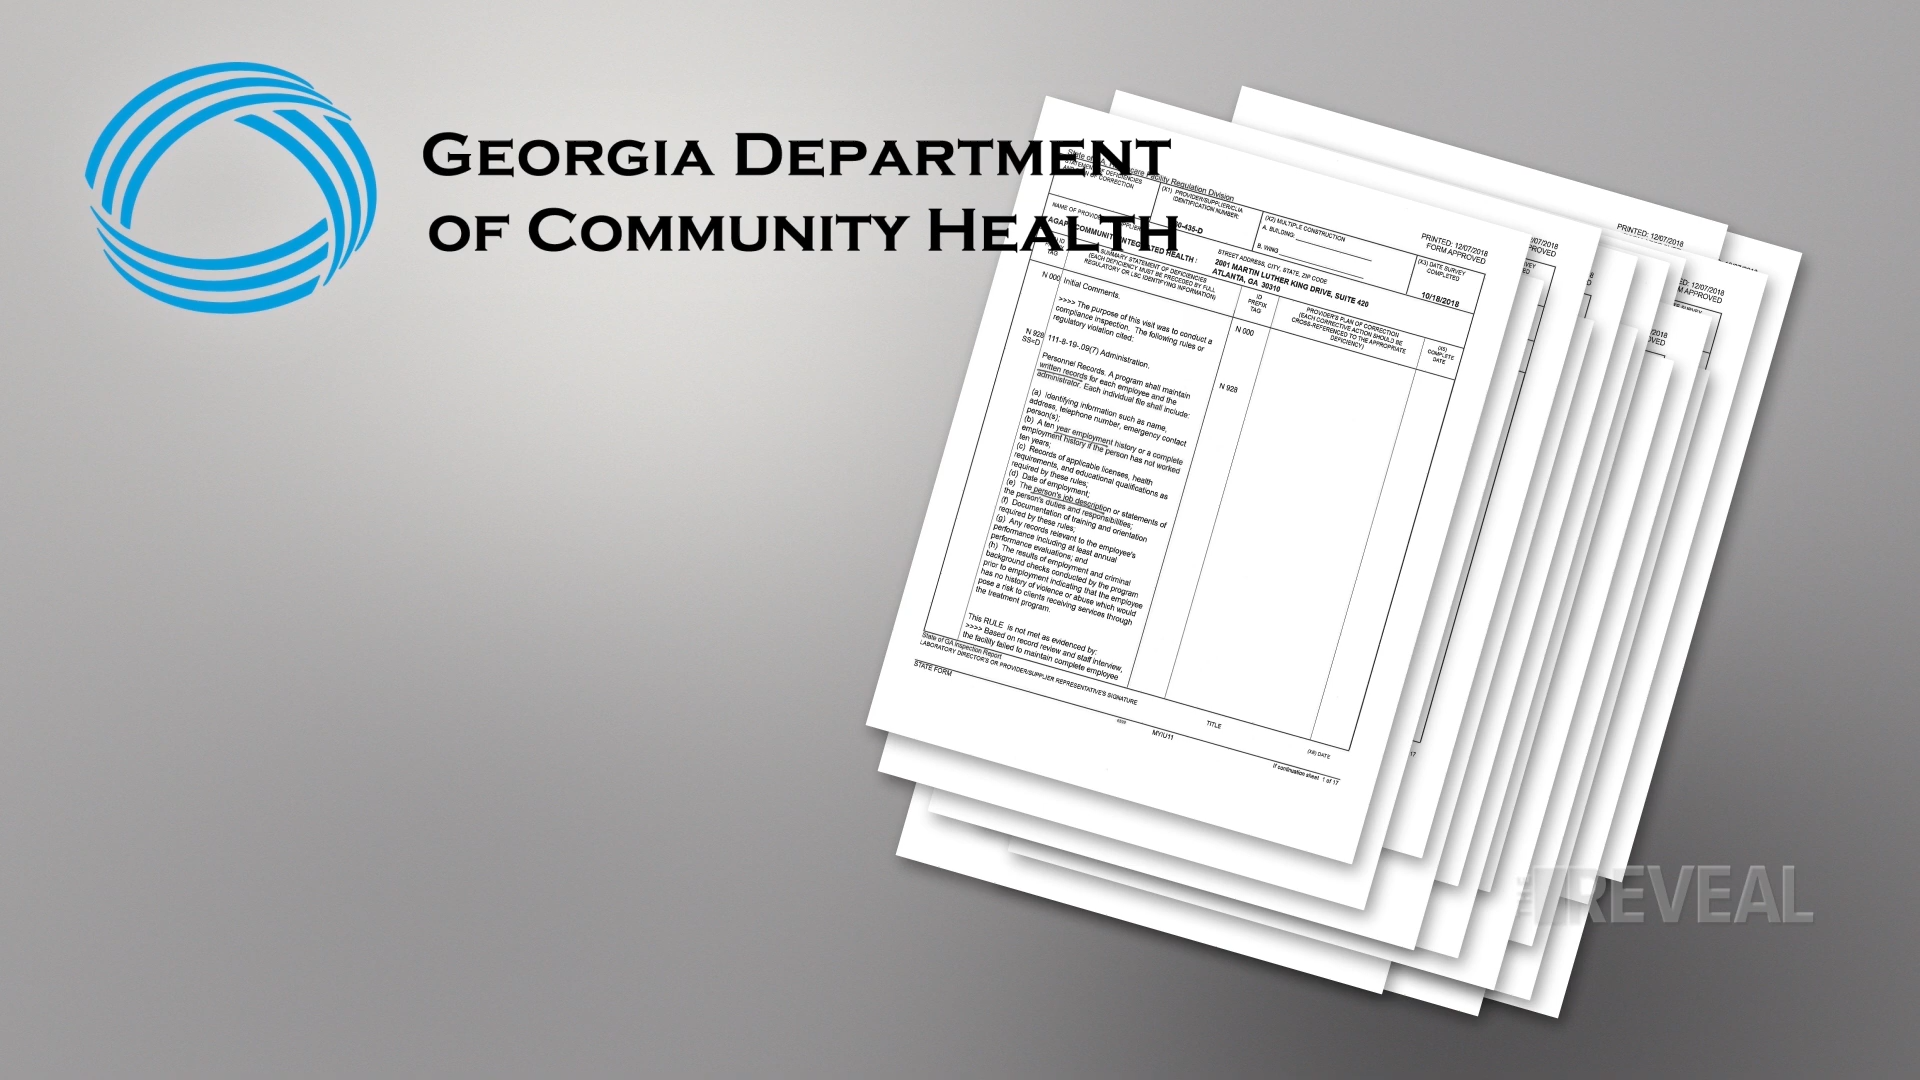 GEORGIA DEPARTMENT
OF COMMUNITY HEALTH
PRINTED: 12/07/2018
FORM APPROVED
STATEMENT OF DEFICIENCIES
(X1) PROVIDER/SUPPLIER/CLIA
IDENTIFICATION NUMBER:
(X2) MULTIPLE CONSTRUCTION
A. BUILDING:
B. WING
(X3) DATE SURVEY
COMPLETED
10/18/2018
NAME OF
STREET ADDRESS, CITY, STATE, ZIP CODE
COMMUNITY INTEGRATED HEALTH
2001 MARTIN LUTHER KING DRIVE, SUITE 420
ATLANTA, GA 30310
TAG
SUMMARY STATEMENT OF DEFICIENCIES
(EACH DEFICIENCY MUST BE PRECEDED BY FULL
REGULATORY OR LSC IDENTIFYING INFORMATION)
ID
PREFIX
TAG
PROVIDER'S PLAN OF CORRECTION
(EACH CORRECTIVE ACTION SHOULD BE
CROSS-REFERENCED TO THE APPROPRIATE
DEFICIENCY)
(X5)
COMPLETE
DATE
N 000
Initial Comments.
N 000
>>>> The purpose of this visit was to conduct a
compliance inspection. The following rules or
regulatory violation cited:
N 928
SS=D
111-8-19-.09(7) Administration.
N 928
Personnel Records. A program shall maintain
written records for each employee and the
administrator. Each individual file shall include:
(a) Identifying information such as name,
address, telephone number, emergency contact
person(s);
(b) A ten year employment history or a complete
employment history if the person has not worked
ten years;
(c) Records of applicable licenses, health
requirements, and educational qualifications as
required by these rules;
(d) Date of employment;
(e) The person's job description or statements of
the person's duties and responsibilities;
(f) Documentation of training and orientation
required by these rules;
(g) Any records relevant to the employee's
performance including at least annual
performance evaluations; and
(h) The results of employment and criminal
background checks conducted by the program
prior to employment indicating that the employee
has no history of violence or abuse which would
pose a risk to clients receiving services through
the treatment program.
This RULE is not met as evidenced by:
>>>> Based on record review and staff interview,
the facility failed to maintain complete employee
State of GA Inspection Report
LABORATORY DIRECTOR'S OR PROVIDER/SUPPLIER REPRESENTATIVE'S SIGNATURE
TITLE
(X6) DATE
STATE FORM
6899
MYIU11
If continuation sheet 1 of 17
PRINTED: 12/07/2018
REVEAL